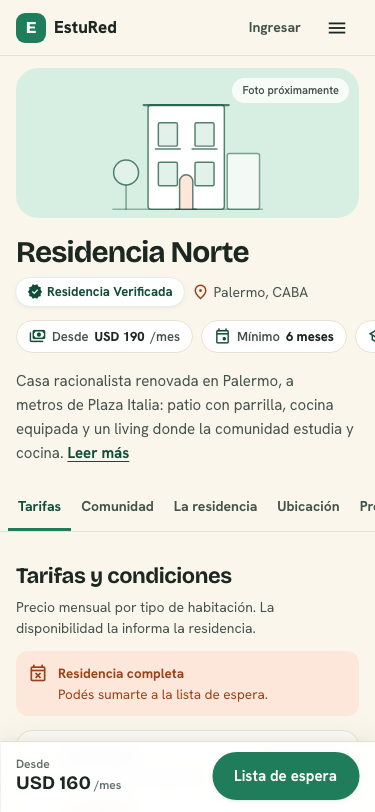 E EstuRed
Ingresar
Foto próximamente
Residencia Norte
Residencia Verificada
Palermo, CABA
Desde USD 190 /mes
Mínimo 6 meses
Casa racionalista renovada en Palermo, a
metros de Plaza Italia: patio con parrilla, cocina
equipada y un living donde la comunidad estudia y
cocina. Leer más
Tarifas Comunidad La residencia Ubicación
Tarifas y condiciones
Precio mensual por tipo de habitación. La
disponibilidad la informa la residencia.
Residencia completa
Podés sumarte a la lista de espera.
Desde
USD 160 /mes
Lista de espera